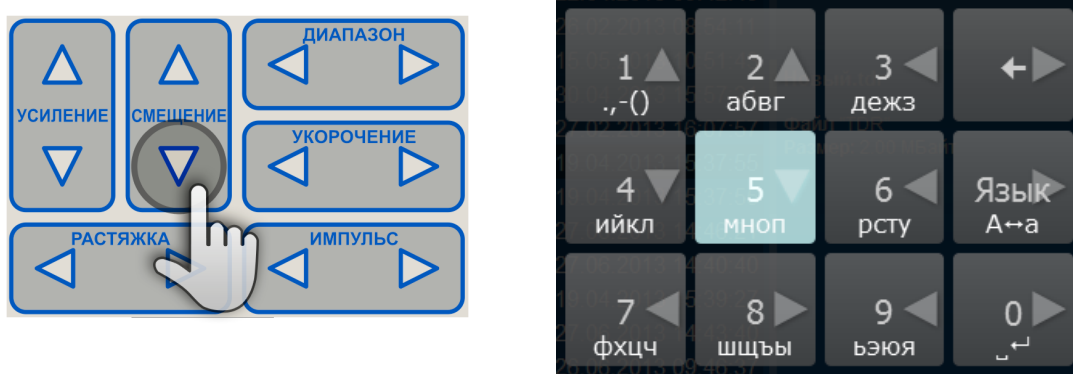 ДИАПАЗОН
УСИЛЕНИЕ
СМЕЩЕНИЕ
УКОРОЧЕНИЕ
РАСТЯЖКА
ИМПУЛЬС
1 2 3
.,-() абвг дежз
4 5 6 Язык
ийкл мноп рсту А↔а
7 8 9 0
фхцч шщъы ьэюя